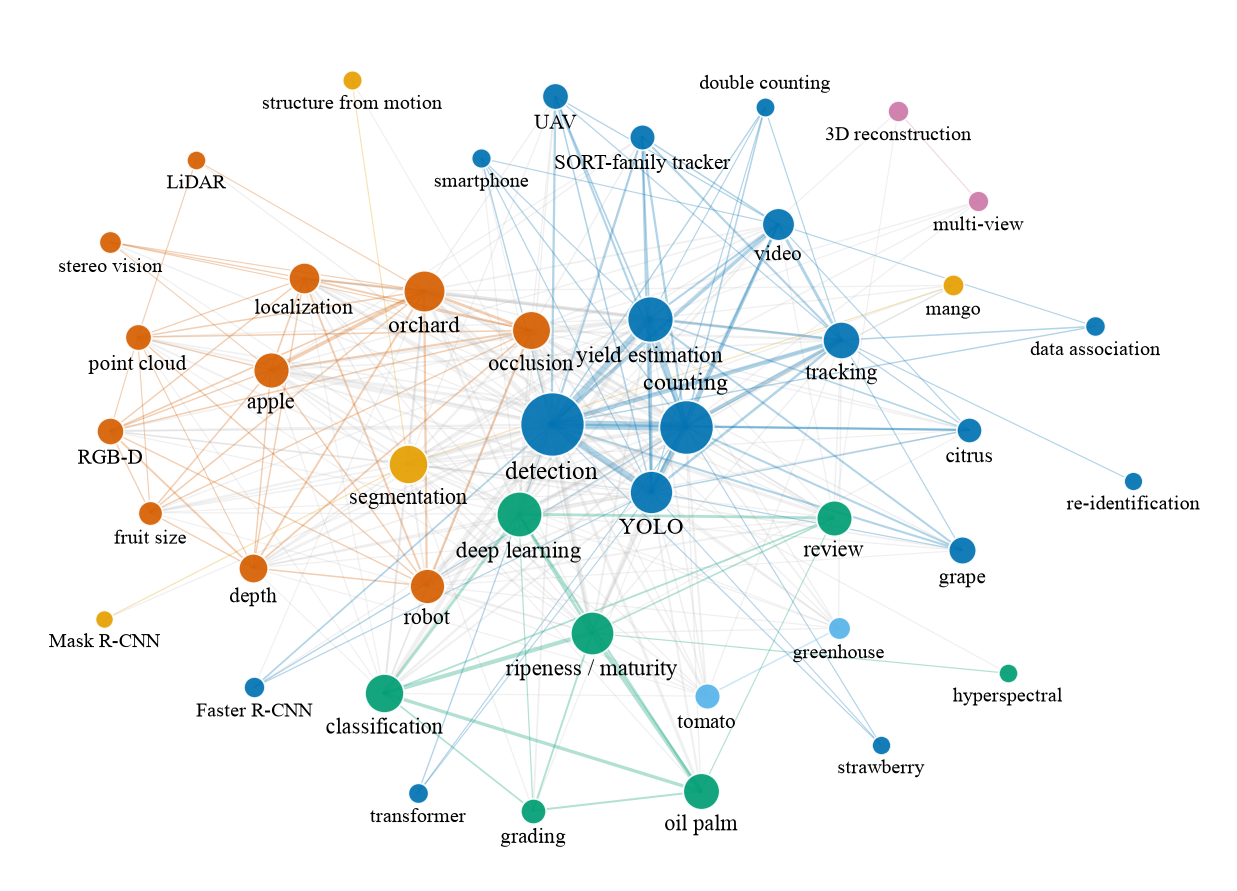 double counting
structure from motion
UAV
3D reconstruction
SORT-family tracker
smartphone
LiDAR
multi-view
video
stereo vision
localization
mango
orchard
data association
yield estimation
occlusion
point cloud
tracking
counting
apple
citrus
RGB-D
detection
segmentation
re-identification
YOLO
fruit size
deep learning
review
grape
depth
robot
Mask R-CNN
greenhouse
ripeness / maturity
hyperspectral
Faster R-CNN
tomato
classification
strawberry
transformer
oil palm
grading